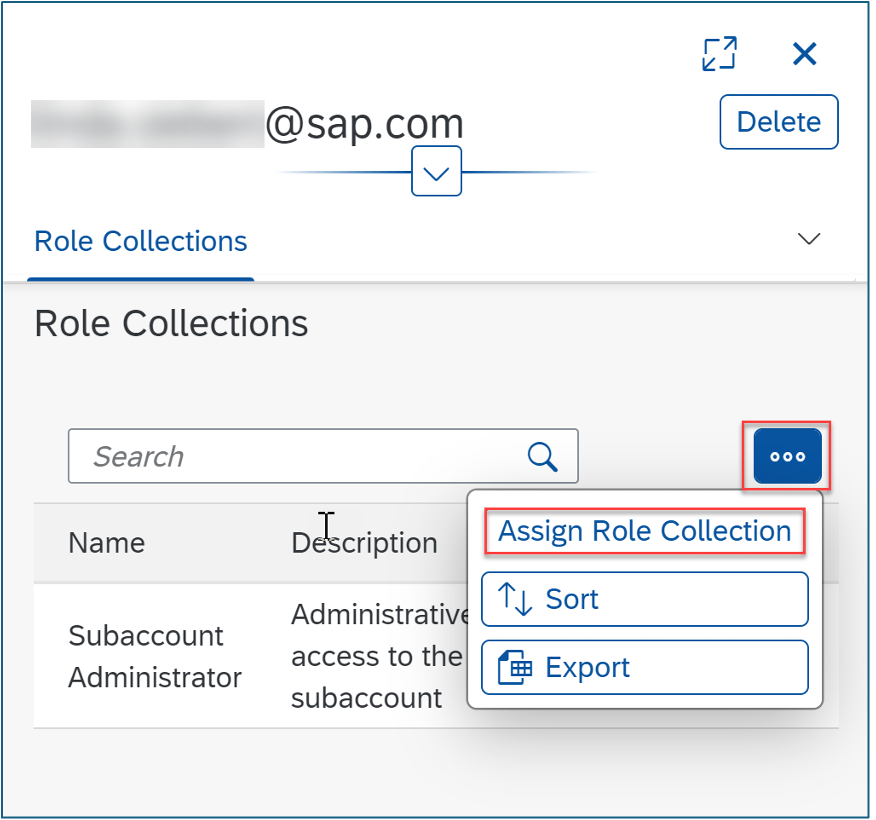 @sap.com
Delete
Role Collections
Role Collections
Search
Assign Role Collection
Sort
Export
Name
Description
Subaccount
Administrator
Administrative
access to the
subaccount